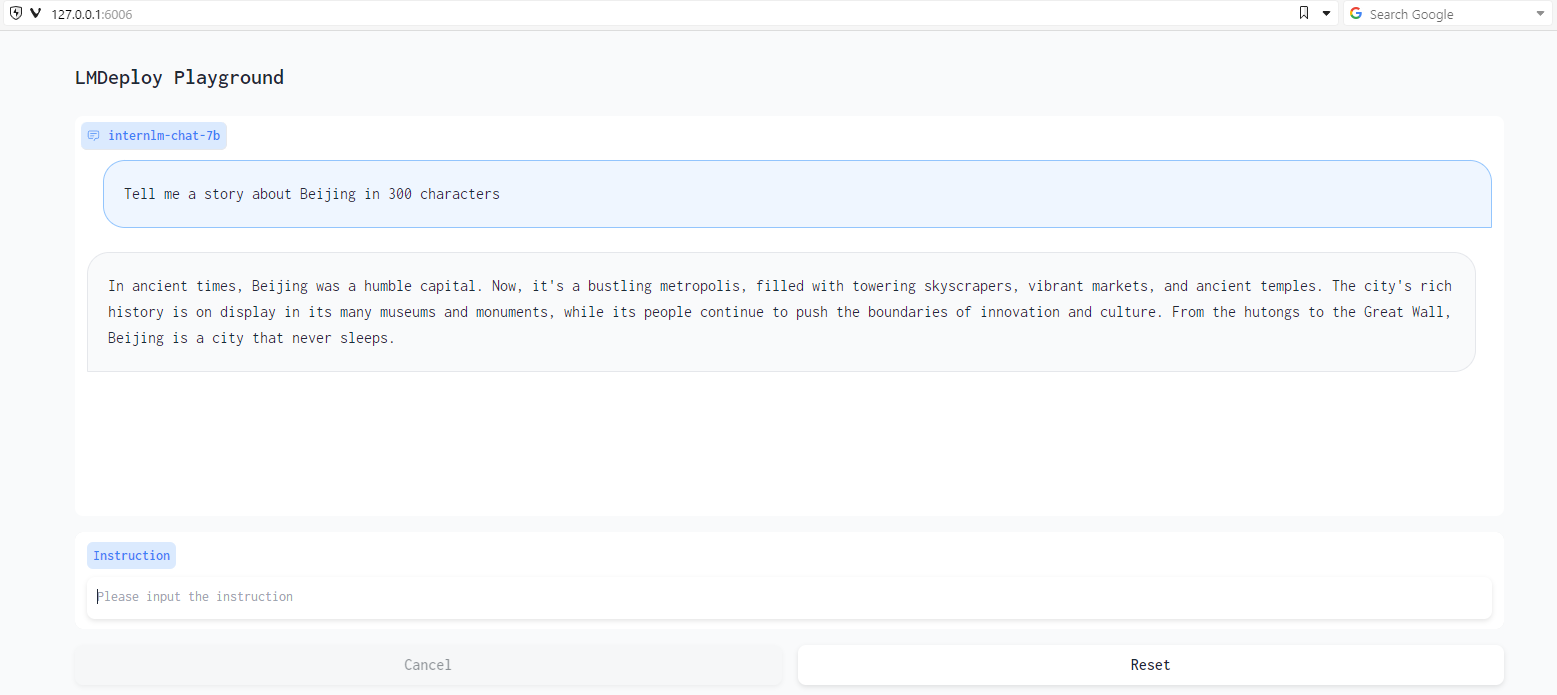 127.0.0.1:6006
Search Google
LMDeploy Playground
internlm-chat-7b
Tell me a story about Beijing in 300 characters
In ancient times, Beijing was a humble capital. Now, it's a bustling metropolis, filled with towering skyscrapers, vibrant markets, and ancient temples. The city's rich
history is on display in its many museums and monuments, while its people continue to push the boundaries of innovation and culture. From the hutongs to the Great Wall,
Beijing is a city that never sleeps.
Instruction
Please input the instruction
Cancel
Reset